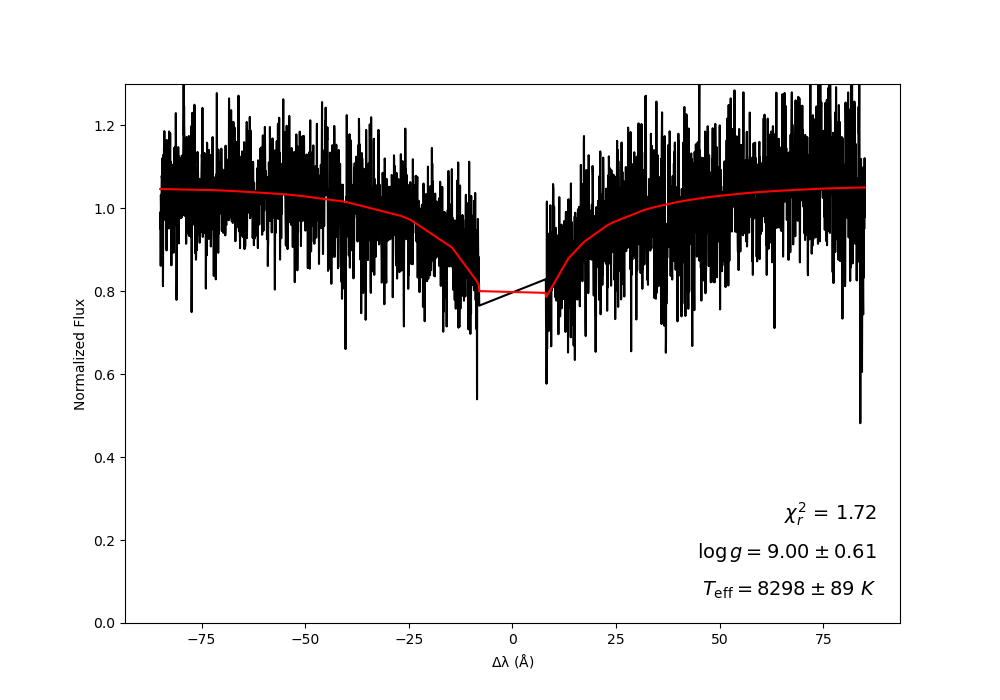 1.2
1.0
0.8
0.6
0.4
0.2
0.0
Normalized Flux
χ²ᵣ = 1.72
log g = 9.00 ± 0.61
T_eff = 8298 ± 89 K
−75 −50 −25 0 25 50 75
Δλ (Å)